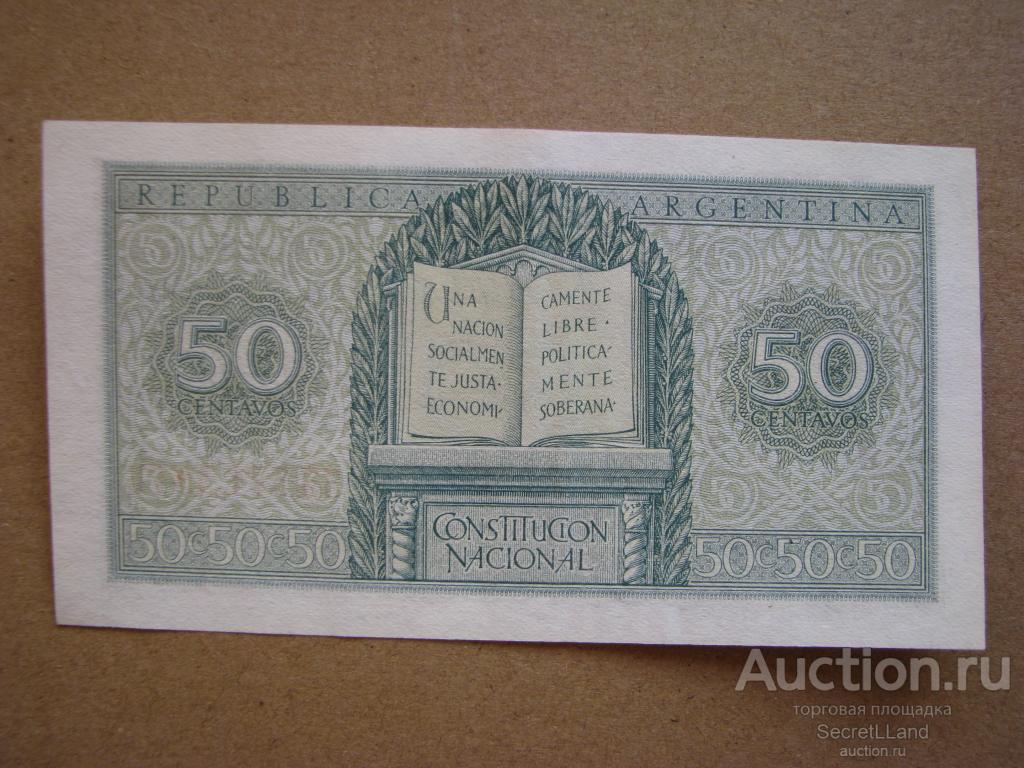 REPUBLICA ARGENTINA
50
CENTAVOS
UNA
NACION
SOCIALMEN
TE JUSTA·
ECONOMI-
CAMENTE
LIBRE·
POLITICA-
MENTE
SOBERANA·
50
CENTAVOS
50C50C50
CONSTITUCION
NACIONAL
50C50C50
Auction.ru
торговая площадка
SecretLLand
auction.ru